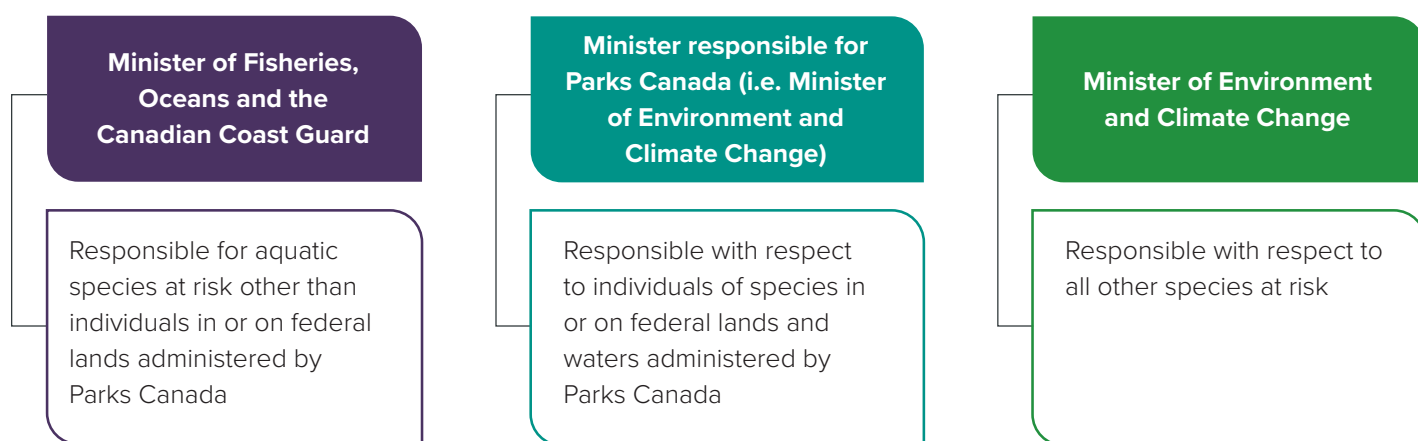 Minister of Fisheries,
Oceans and the
Canadian Coast Guard
Responsible for aquatic
species at risk other than
individuals in or on federal
lands administered by
Parks Canada
Minister responsible for
Parks Canada (i.e. Minister
of Environment and
Climate Change)
Responsible with respect
to individuals of species in
or on federal lands and
waters administered by
Parks Canada
Minister of Environment
and Climate Change
Responsible with respect to
all other species at risk